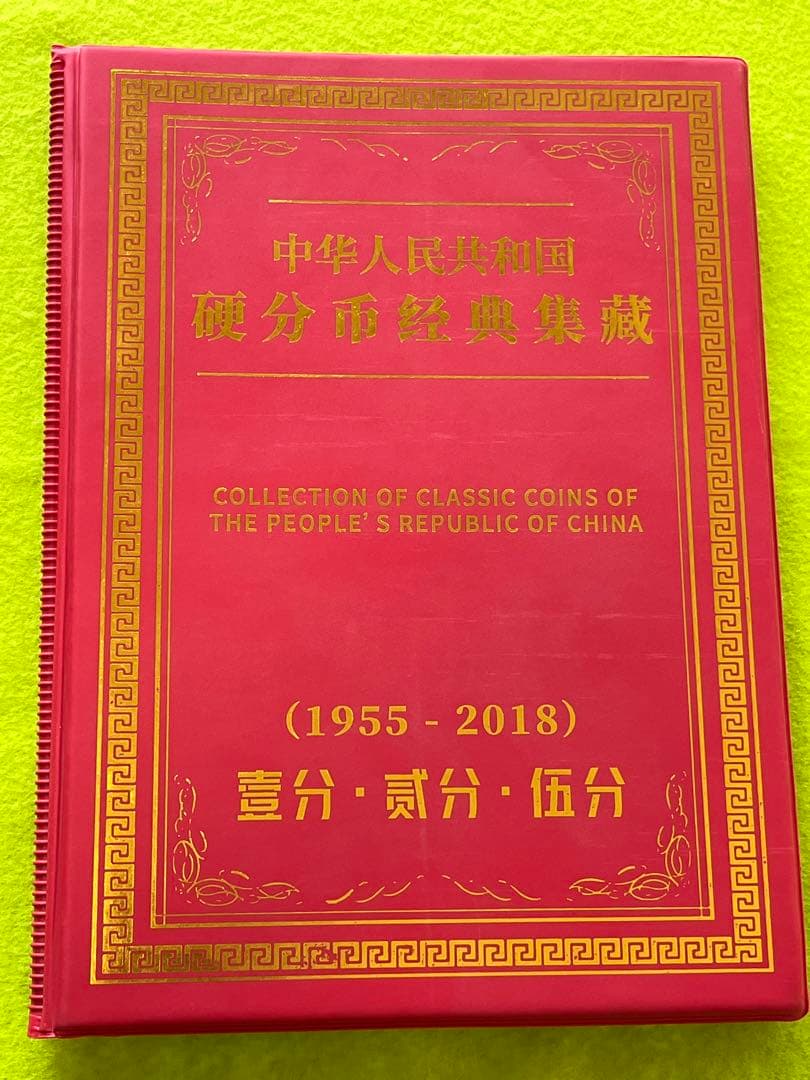 中华人民共和国
硬分币经典集藏
COLLECTION OF CLASSIC COINS OF
THE PEOPLE'S REPUBLIC OF CHINA
(1955 - 2018)
壹分·贰分·伍分